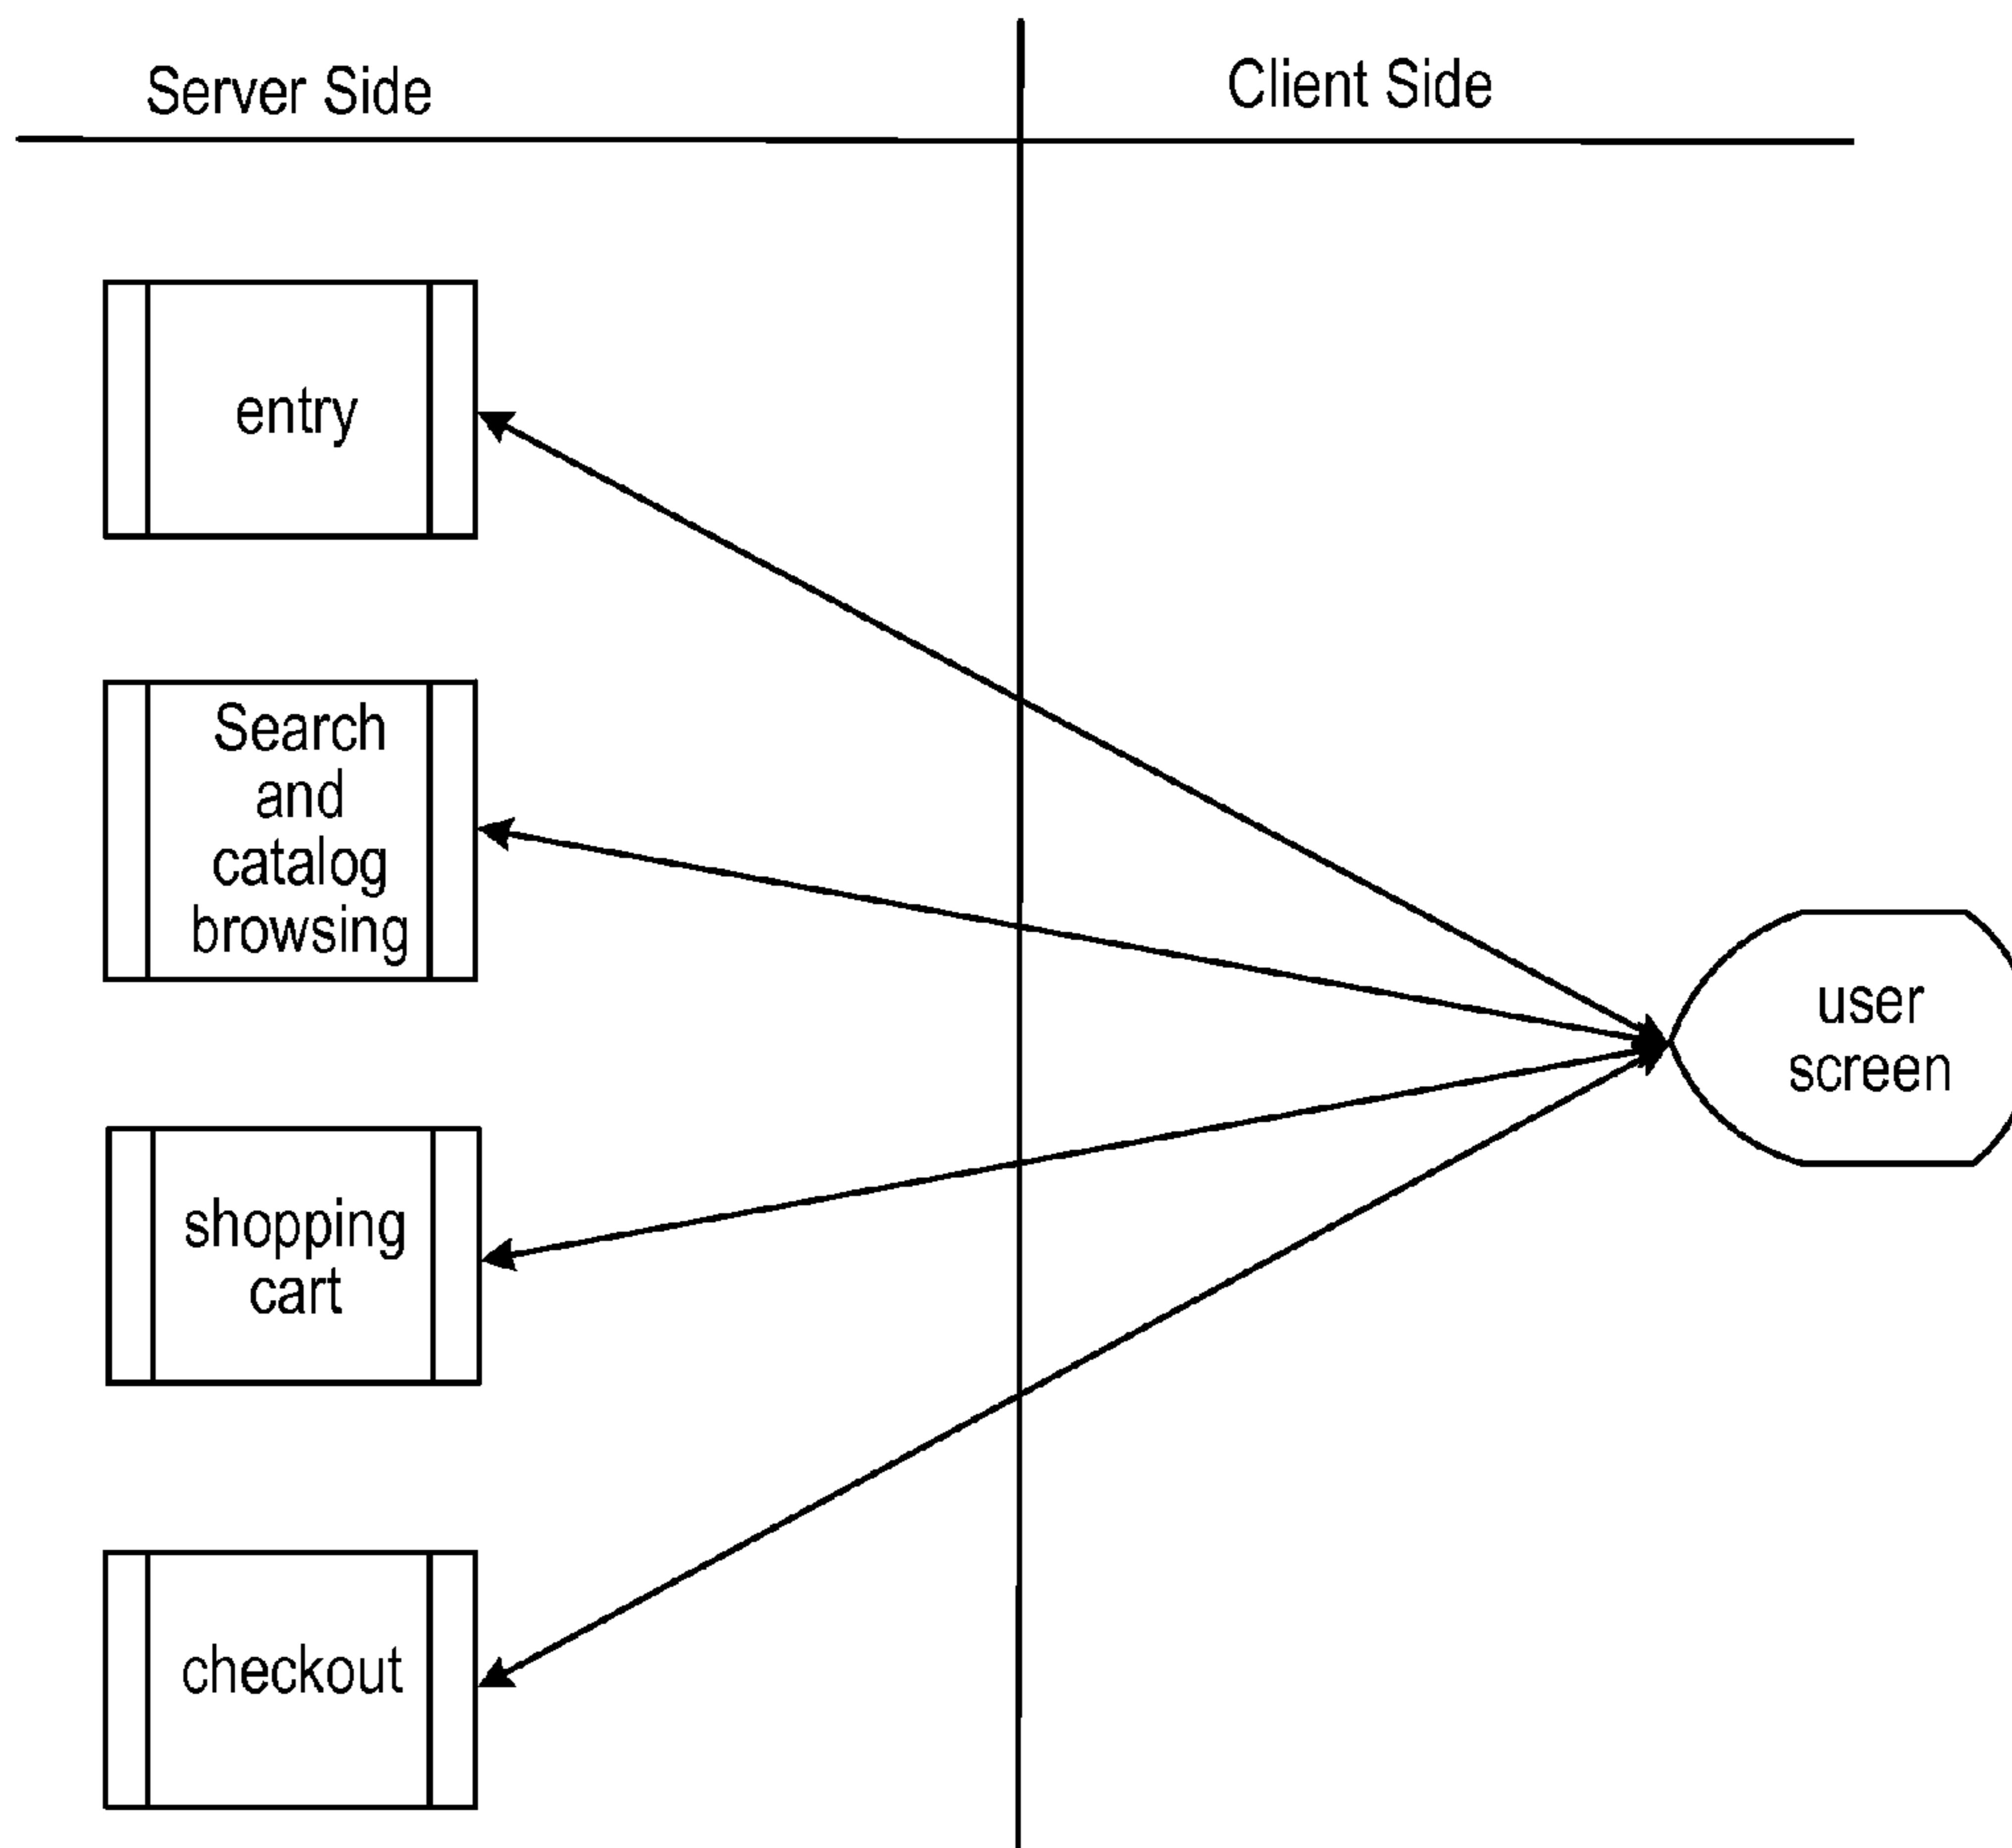 Server Side
Client Side
entry
Search
and
catalog
browsing
user
screen
shopping
cart
checkout